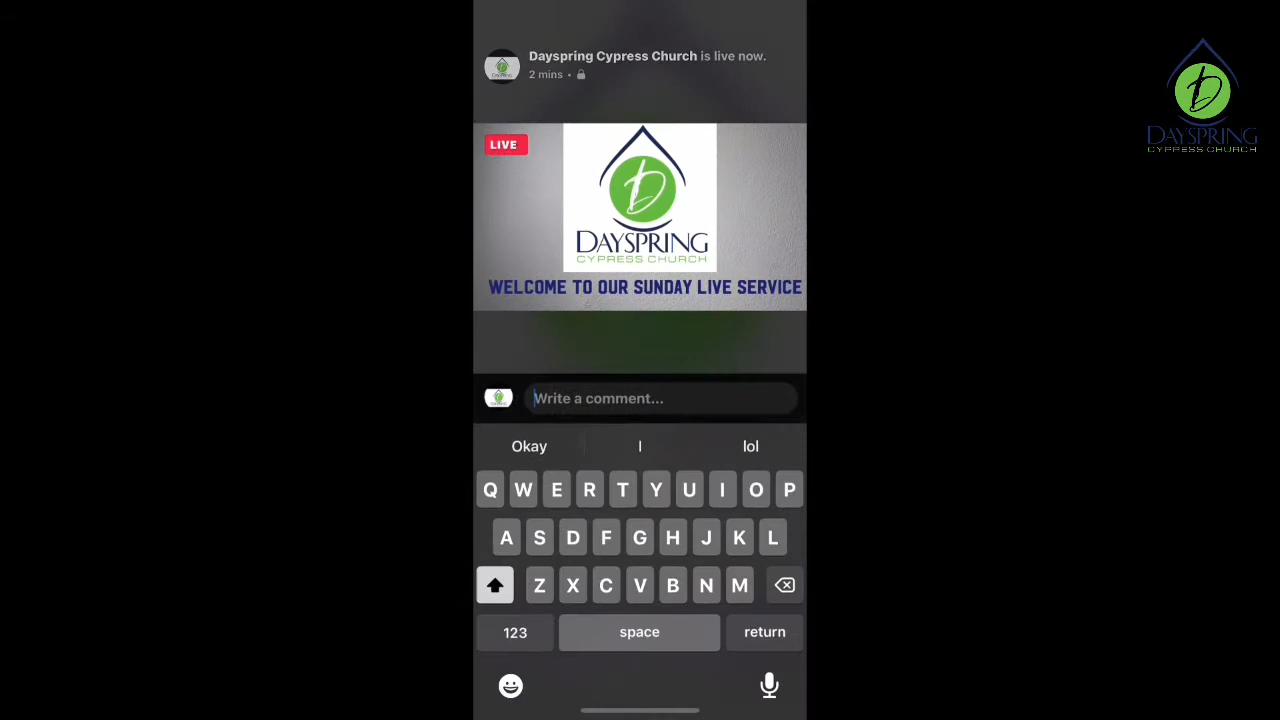 Dayspring Cypress Church is live now.
2 mins •
LIVE
DAYSPRING
CYPRESS CHURCH
WELCOME TO OUR SUNDAY LIVE SERVICE
Write a comment...
Okay I lol
Q W E R T Y U I O P
A S D F G H J K L
Z X C V B N M
123 space return
DAYSPRING
CYPRESS CHURCH